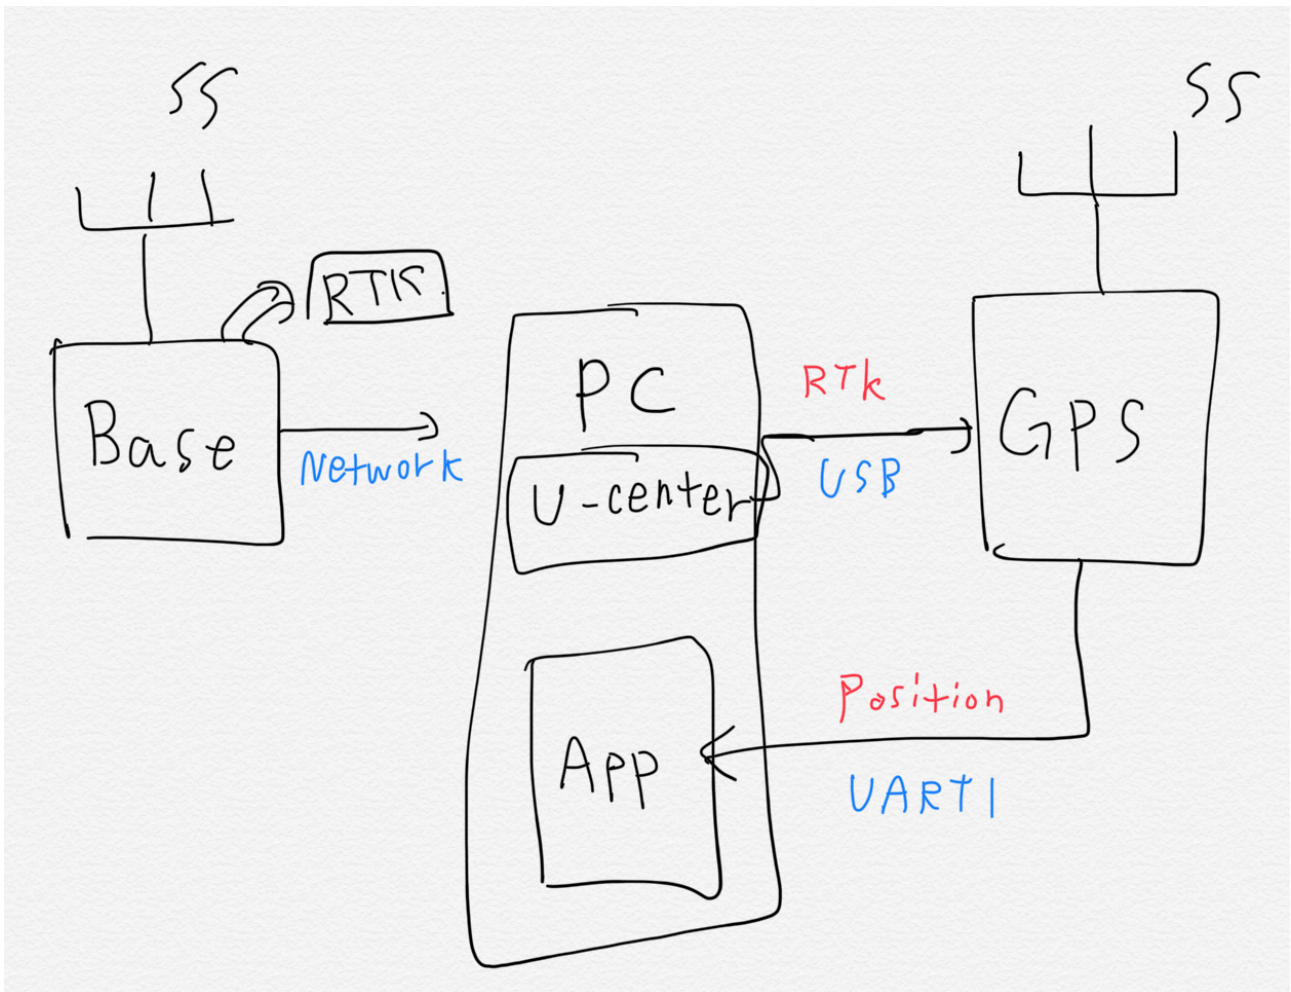 SS
SS
RTK
PC
RTk
GPS
Base
Network
U-center
USB
Position
App
UART1